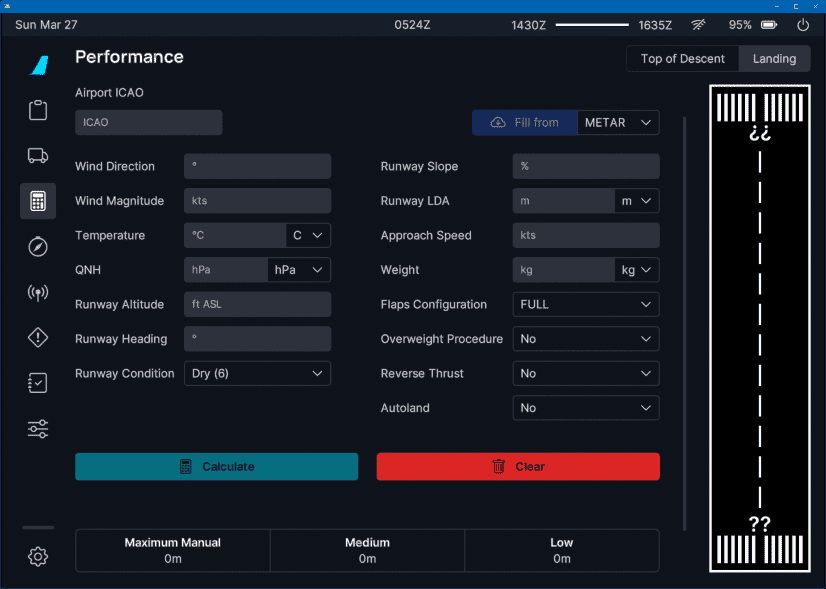 Sun Mar 27 0524Z 1430Z 1635Z 95%
Performance
Top of Descent Landing
Airport ICAO
ICAO
Fill from METAR
Wind Direction ° Runway Slope %
Wind Magnitude kts Runway LDA m m
Temperature °C C Approach Speed kts
QNH hPa hPa Weight kg kg
Runway Altitude ft ASL Flaps Configuration FULL
Runway Heading ° Overweight Procedure No
Runway Condition Dry (6) Reverse Thrust No
Autoland No
Calculate Clear
Maximum Manual Medium Low
0m 0m 0m
¿¿
??